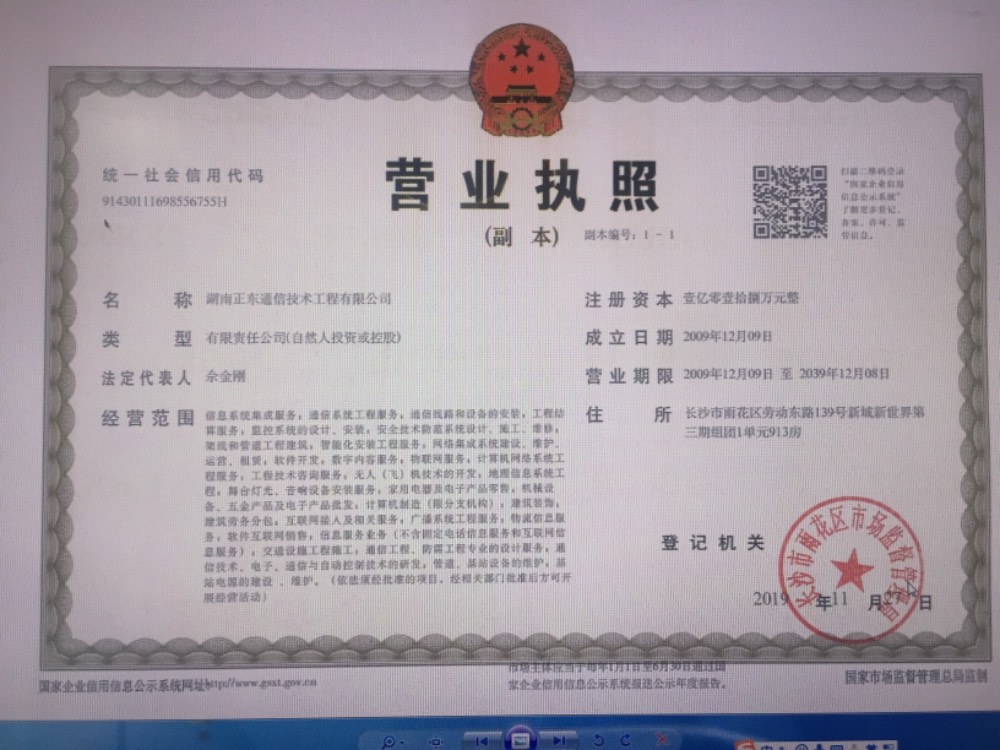 统一社会信用代码
91430111698556755H
营业执照
(副 本) 副本编号：1 - 1
扫描二维码登录
“国家企业信用
信息公示系统”
了解更多登记、
备案、许可、监
管信息。
名 称 湖南正东通信技术工程有限公司
类 型 有限责任公司(自然人投资或控股)
法定代表人 佘金刚
经营范围 信息系统集成服务，通信系统工程服务，通信线路和设备的安装，工程结
算服务，监控系统的设计、安装，安全技术防范系统设计、施工、维修，
架线和管道工程建筑，智能化安装工程服务，网络集成系统建设、维护、
运营、租赁，软件开发，数字内容服务，物联网服务，计算机网络系统工
程服务，工程技术咨询服务，无人（飞）机技术的开发，地理信息系统工
程，舞台灯光、音响设备安装服务，家用电器及电子产品零售，机械设
备、五金产品及电子产品批发，计算机制造（限分支机构），建筑装饰，
建筑劳务分包，互联网接入及相关服务，广播系统工程服务，物流信息服
务，软件互联网销售，信息服务业务（不含固定电话信息服务和互联网信
息服务），交通设施工程施工，通信工程、防雷工程专业的设计服务，通
信技术、电子、通信与自动控制技术的研发，管道、基站设备的维护，基
站电源的建设 、维护。（依法须经批准的项目，经相关部门批准后方可开
展经营活动）
注册资本 壹亿零壹拾捌万元整
成立日期 2009年12月09日
营业期限 2009年12月09日 至 2039年12月08日
住 所 长沙市雨花区劳动东路139号新城新世界第
三期组团1单元913房
登记机关
长沙市雨花区市场监督管理局
2019 年11 月 日
国家企业信用信息公示系统网址http://www.gsxt.gov.cn
市场主体应当于每年1月1日至6月30日通过国
家企业信用信息公示系统报送公示年度报告。
国家市场监督管理总局监制